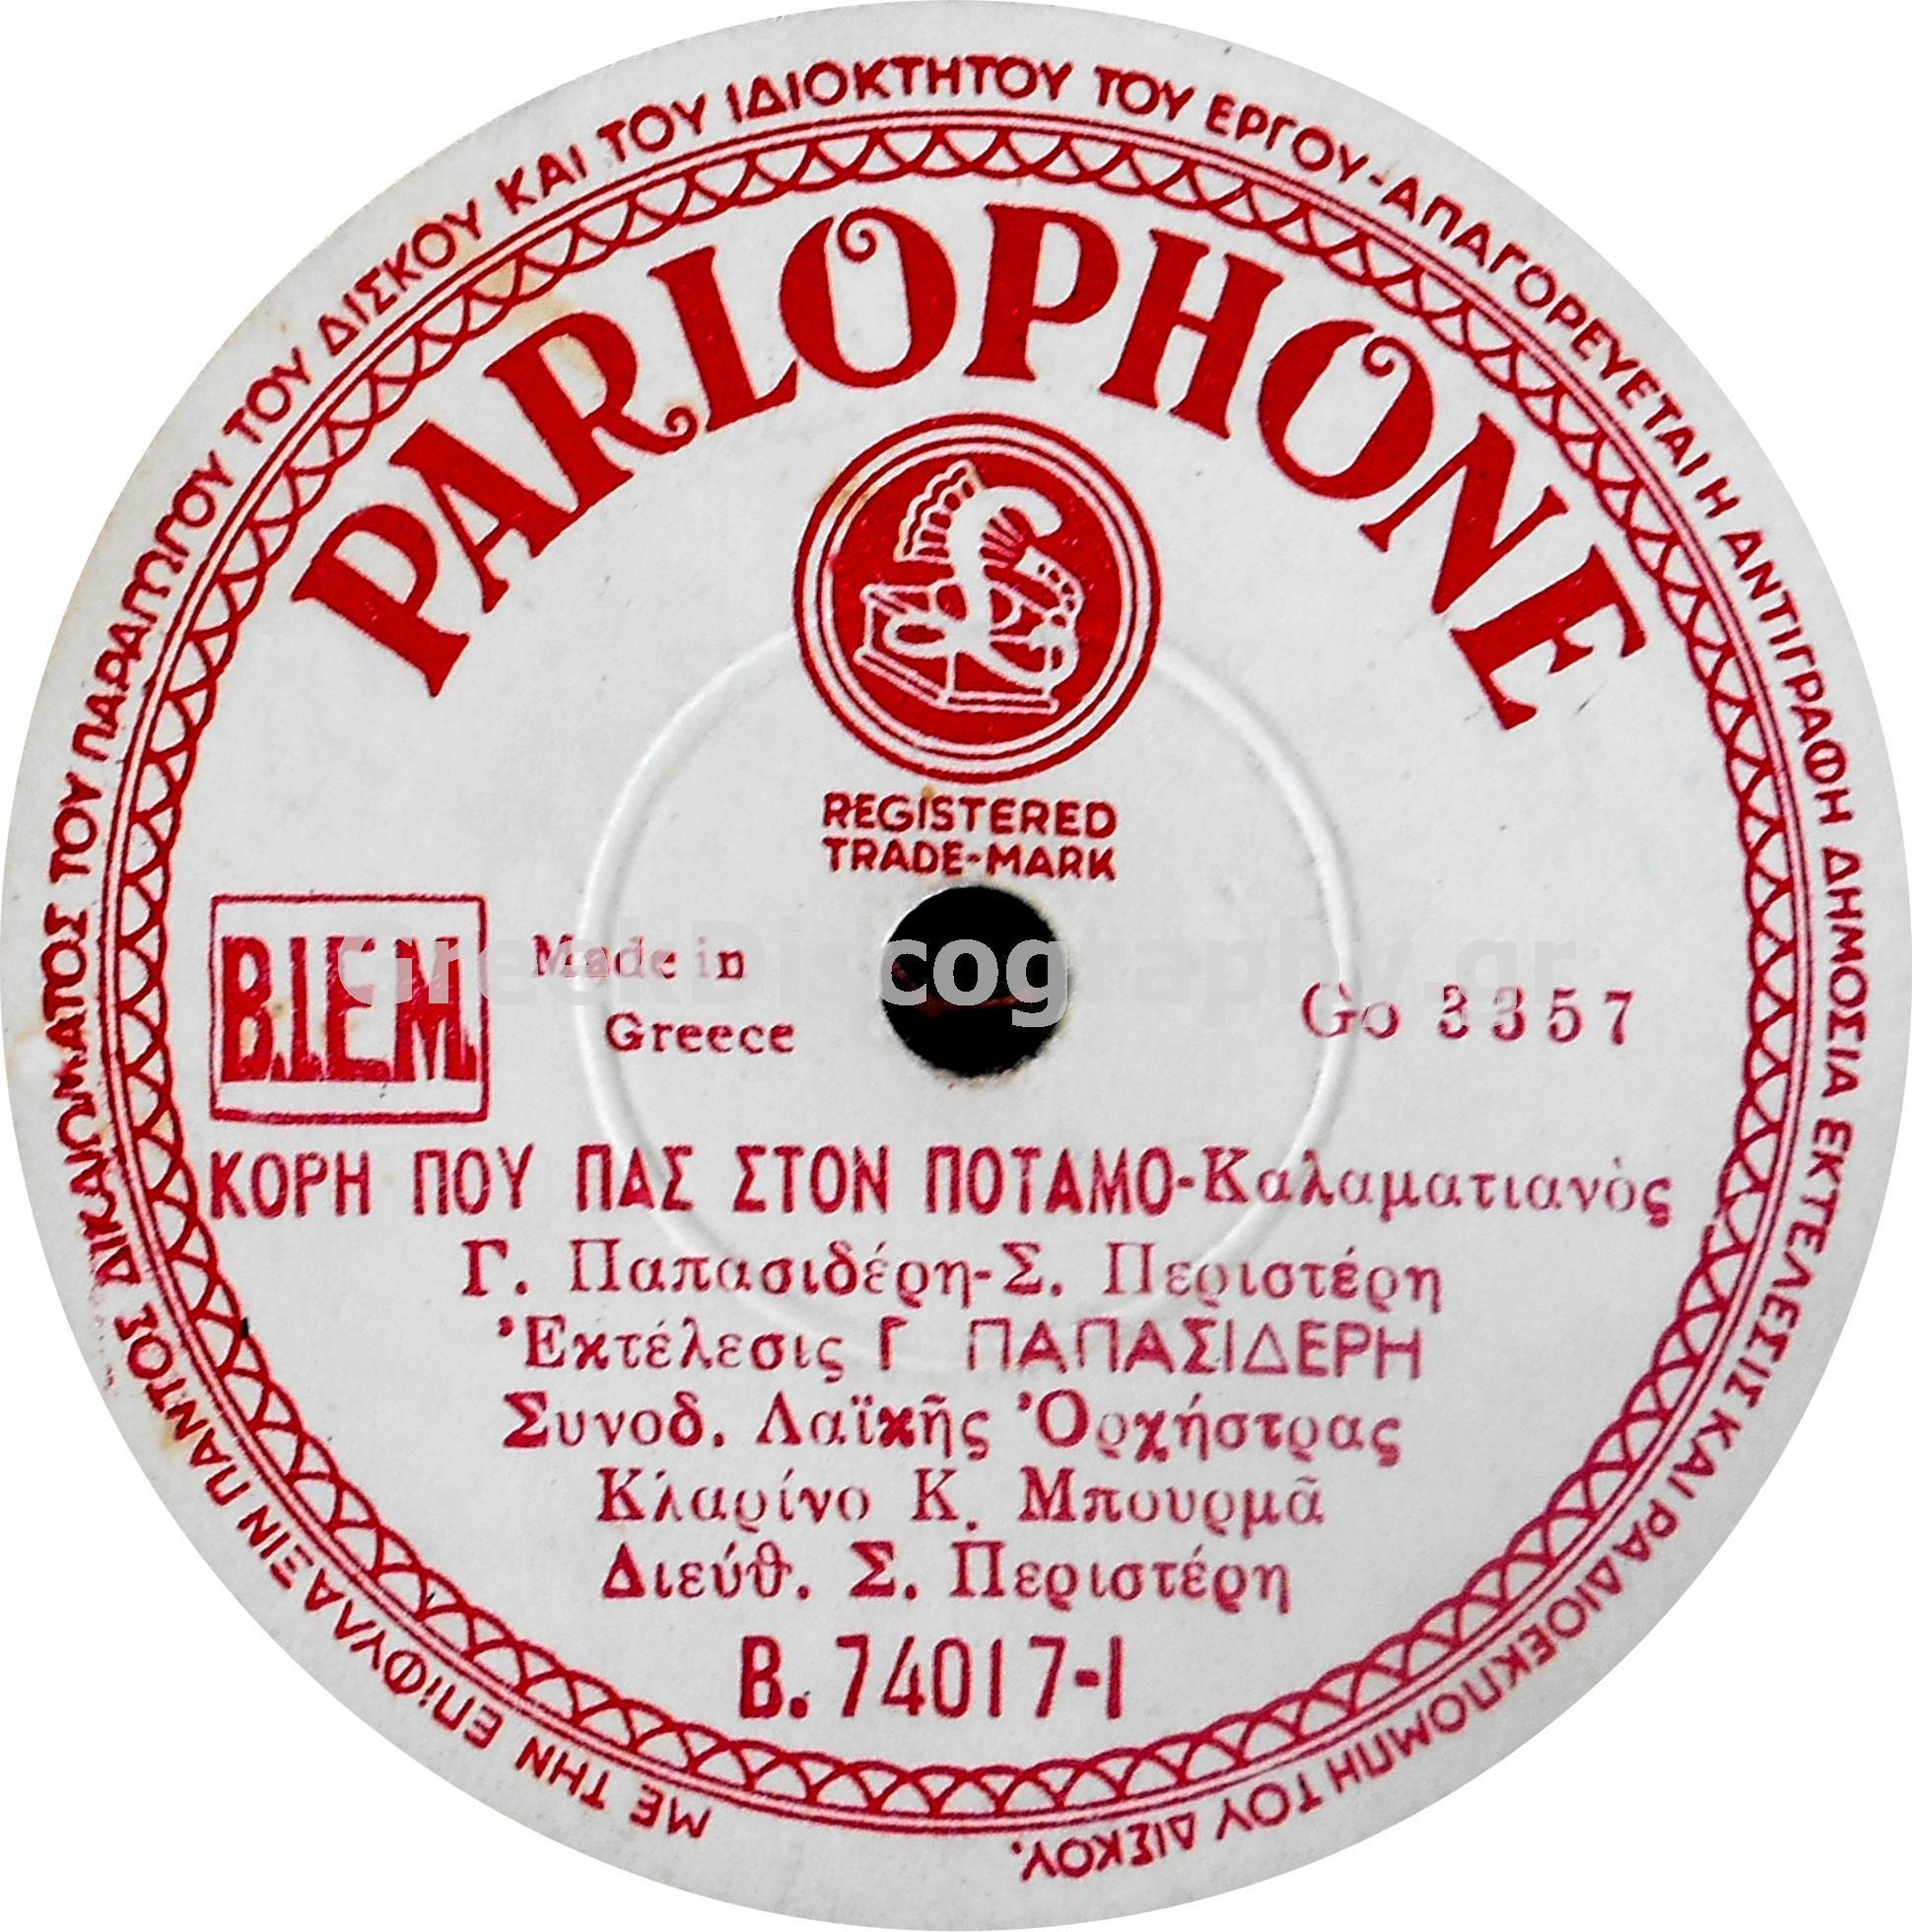 ΜΕ ΤΗΝ ΕΠΙΦΥΛΑΞΙΝ ΠΑΝΤΟΣ ΔΙΚΑΙΩΜΑΤΟΣ ΤΟΥ ΠΑΡΑΓΩΓΟΥ ΤΟΥ ΔΙΣΚΟΥ ΚΑΙ ΤΟΥ ΙΔΙΟΚΤΗΤΟΥ ΤΟΥ ΕΡΓΟΥ-ΑΠΑΓΟΡΕΥΕΤΑΙ Η ΑΝΤΙΓΡΑΦΗ ΔΗΜΟΣΙΑ ΕΚΤΕΛΕΣΙΣ ΚΑΙ ΡΑΔΙΟΕΚΠΟΜΠΗ ΤΟΥ ΔΙΣΚΟΥ.
PARLOPHONE
REGISTERED
TRADE-MARK
B.I.E.M.
Made in
Greece
GreekDiscography.gr
Go 3357
ΚΟΡΗ ΠΟΥ ΠΑΣ ΣΤΟΝ ΠΟΤΑΜΟ-Καλαματιανὸς
Γ. Παπασιδέρη-Σ. Περιστέρη
Ἐκτέλεσις Γ ΠΑΠΑΣΙΔΕΡΗ
Συνοδ. Λαϊκῆς Ὀρχήστρας
Κλαρίνο Κ. Μπουρμᾶ
Διεύθ. Σ. Περιστέρη
B. 74017-I